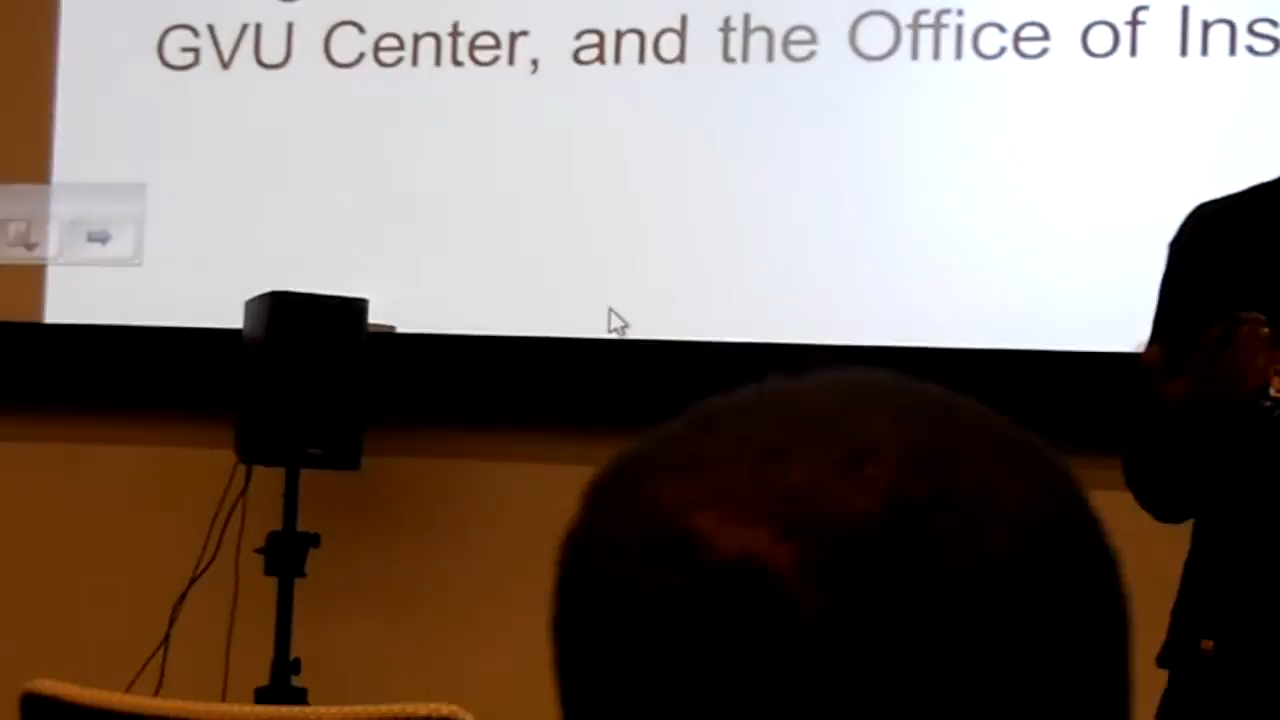 GVU Center, and the Office of Ins